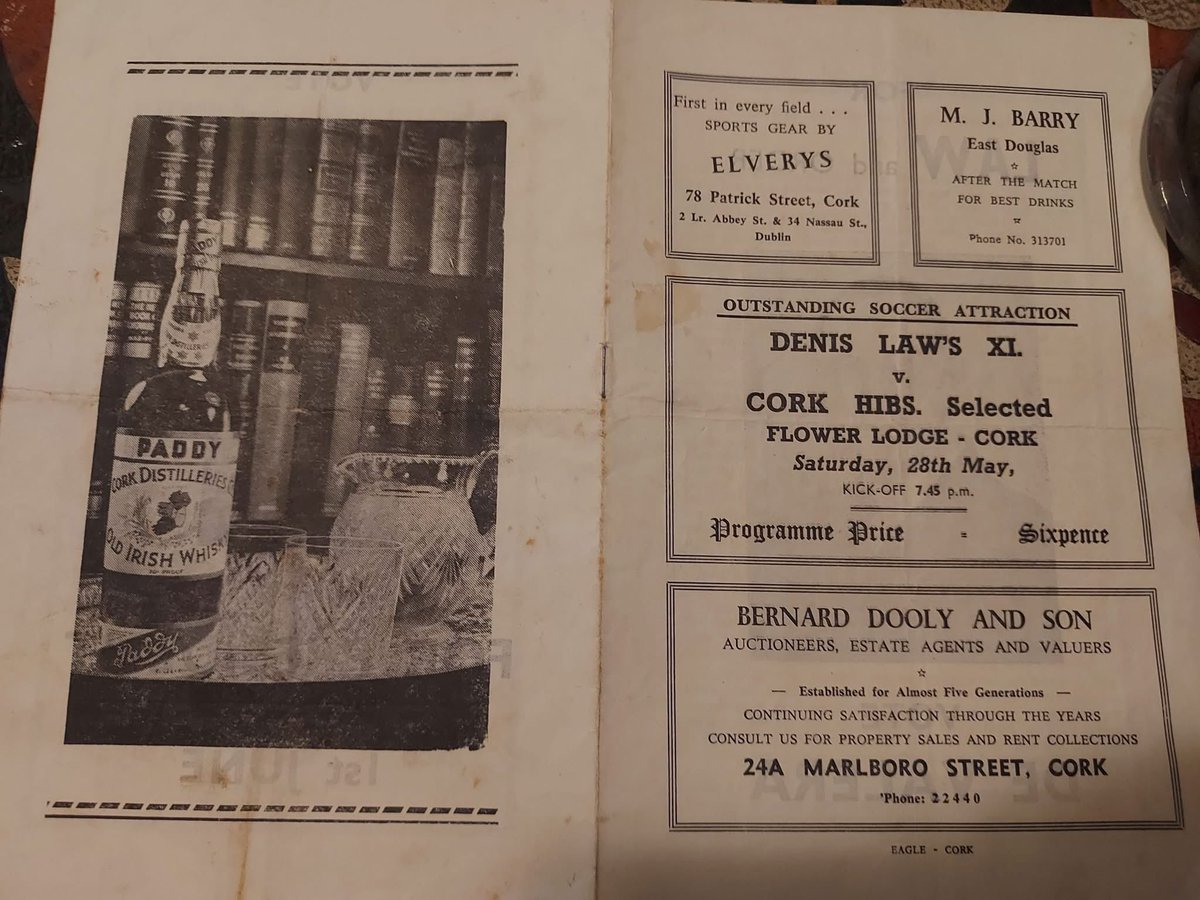 PADDY
CORK DISTILLERIES
OLD IRISH WHISKY
Paddy
1st JUNE
First in every field . . .
SPORTS GEAR BY
ELVERYS
78 Patrick Street, Cork
2 Lr. Abbey St. & 34 Nassau St.,
Dublin
M. J. BARRY
East Douglas
AFTER THE MATCH
FOR BEST DRINKS
Phone No. 313701
OUTSTANDING SOCCER ATTRACTION
DENIS LAW'S XI.
v.
CORK HIBS. Selected
FLOWER LODGE - CORK
Saturday, 28th May,
KICK-OFF 7.45 p.m.
Programme Price = Sixpence
BERNARD DOOLY AND SON
AUCTIONEERS, ESTATE AGENTS AND VALUERS
— Established for Almost Five Generations —
CONTINUING SATISFACTION THROUGH THE YEARS
CONSULT US FOR PROPERTY SALES AND RENT COLLECTIONS
24A MARLBORO STREET, CORK
'Phone: 22440
EAGLE - CORK